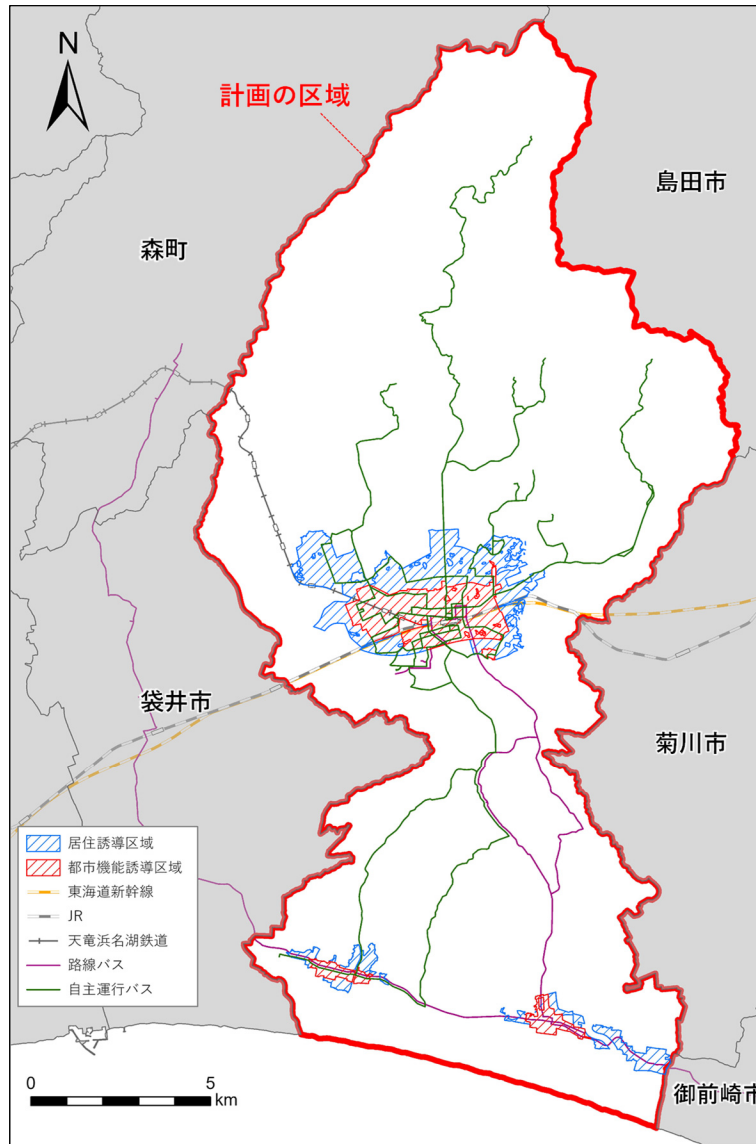 N
計画の区域
島田市
森町
袋井市
菊川市
居住誘導区域
都市機能誘導区域
東海道新幹線
JR
天竜浜名湖鉄道
路線バス
自主運行バス
0 5
km
御前崎市